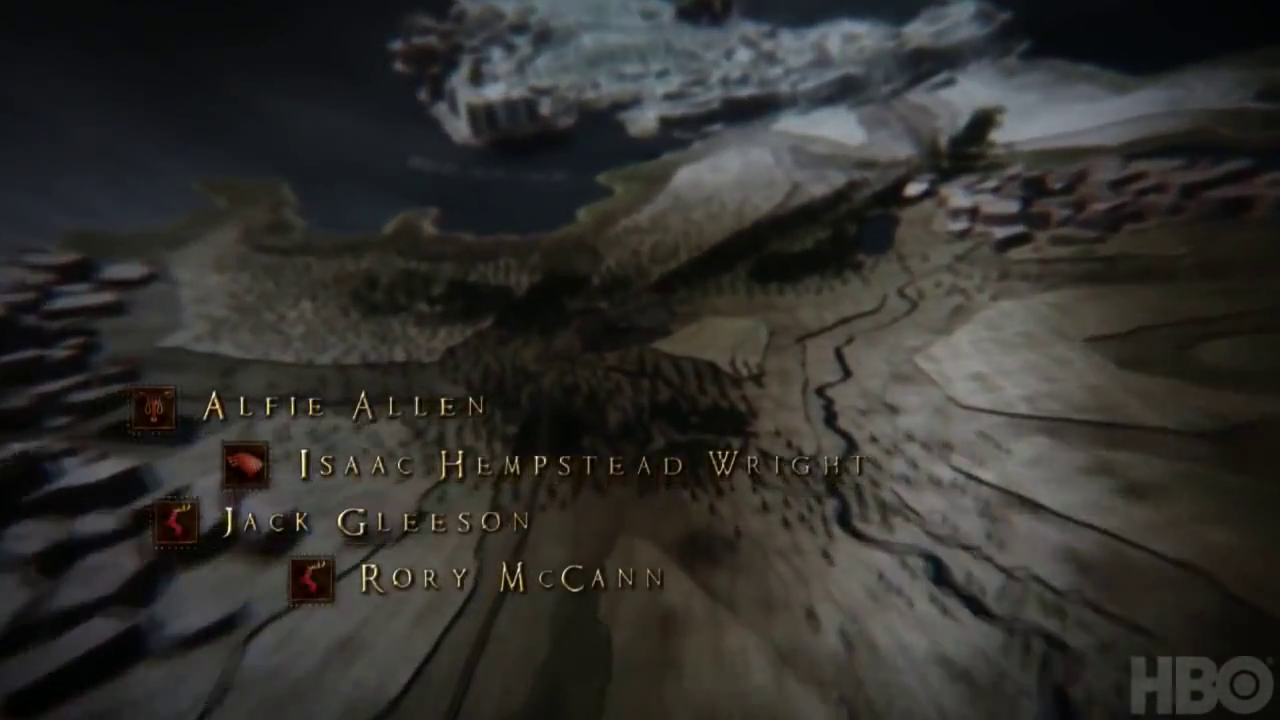 Alfie Allen
Isaac Hempstead Wright
Jack Gleeson
Rory McCann
HBO